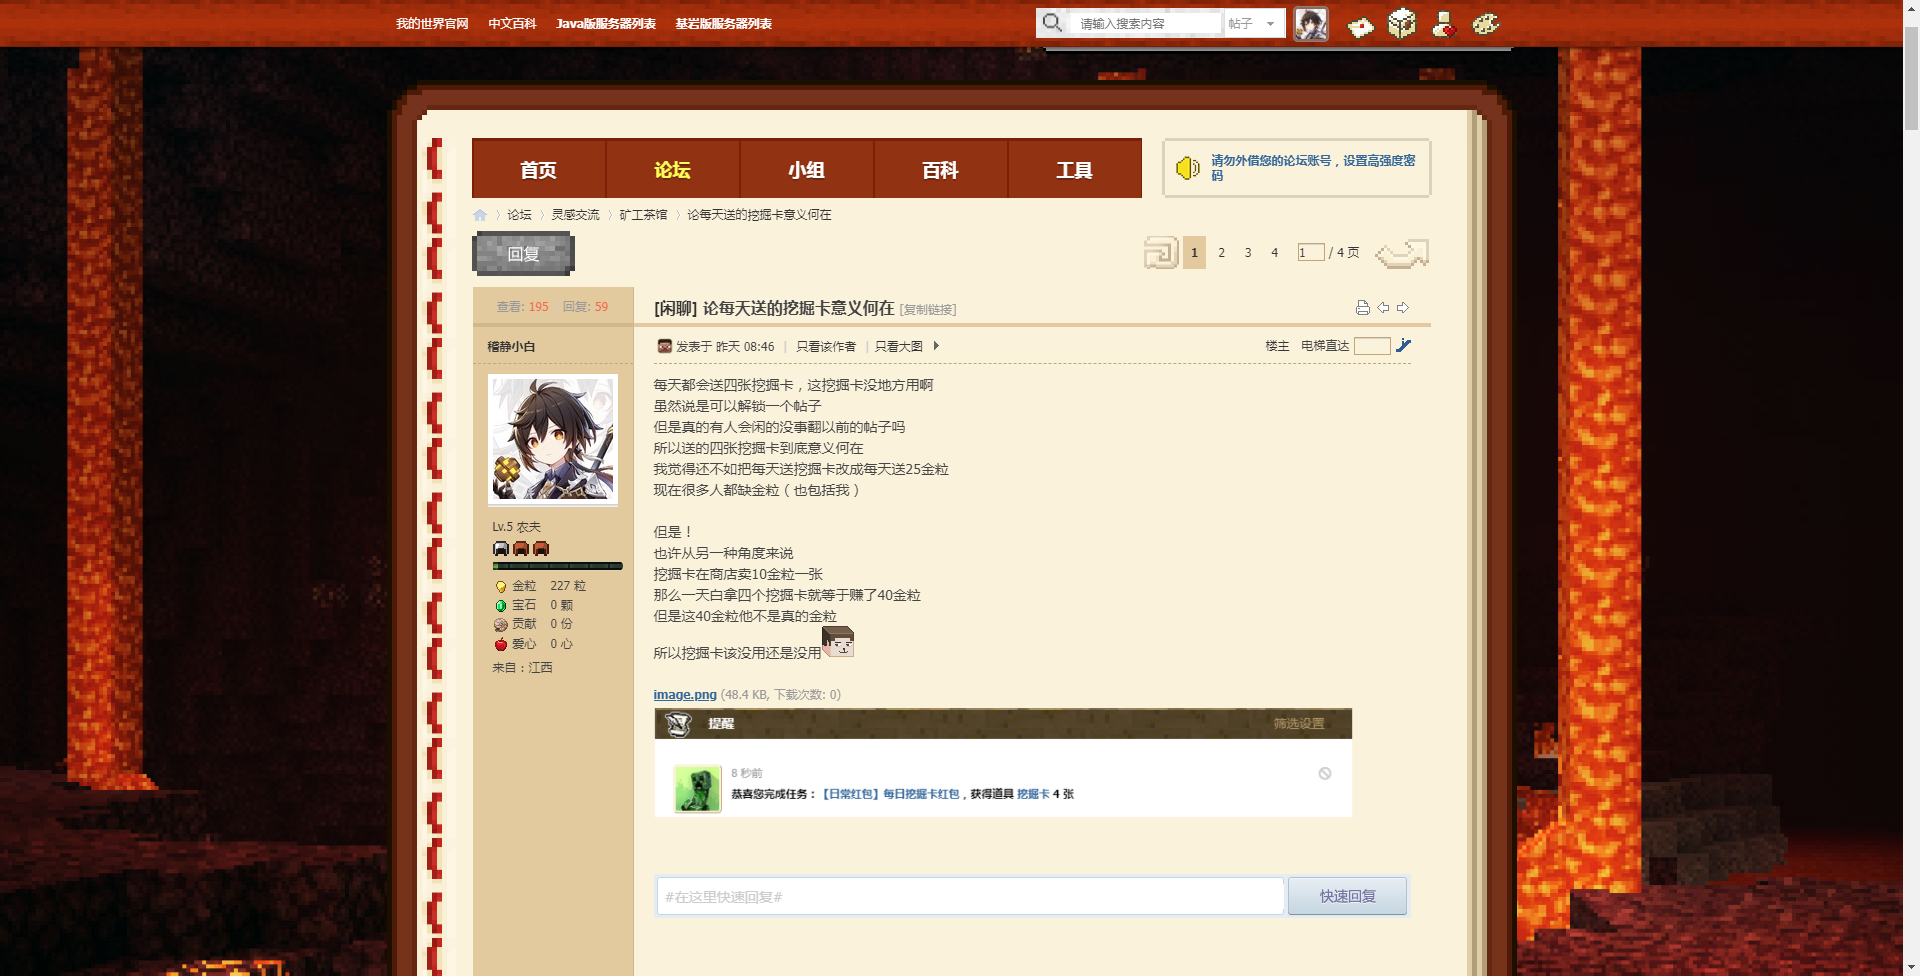 我的世界官网 中文百科 Java版服务器列表 基岩版服务器列表
请输入搜索内容 帖子
首页 论坛 小组 百科 工具
请勿外借您的论坛账号，设置高强度密
码
论坛 灵感交流 矿工茶馆 论每天送的挖掘卡意义何在
回复
1 2 3 4 1 / 4 页
查看: 195 回复: 59
[闲聊] 论每天送的挖掘卡意义何在 [复制链接]
稽静小白
发表于 昨天 08:46 | 只看该作者 | 只看大图
楼主 电梯直达
每天都会送四张挖掘卡，这挖掘卡没地方用啊
虽然说是可以解锁一个帖子
但是真的有人会闲的没事翻以前的帖子吗
所以送的四张挖掘卡到底意义何在
我觉得还不如把每天送挖掘卡改成每天送25金粒
现在很多人都缺金粒（也包括我）
但是！
也许从另一种角度来说
挖掘卡在商店卖10金粒一张
那么一天白拿四个挖掘卡就等于赚了40金粒
但是这40金粒他不是真的金粒
所以挖掘卡该没用还是没用
Lv.5 农夫
金粒 227 粒
宝石 0 颗
贡献 0 份
爱心 0 心
来自：江西
image.png (48.4 KB, 下载次数: 0)
提醒 筛选设置
8 秒前
恭喜您完成任务：【日常红包】每日挖掘卡红包，获得道具 挖掘卡 4 张
#在这里快速回复#
快速回复